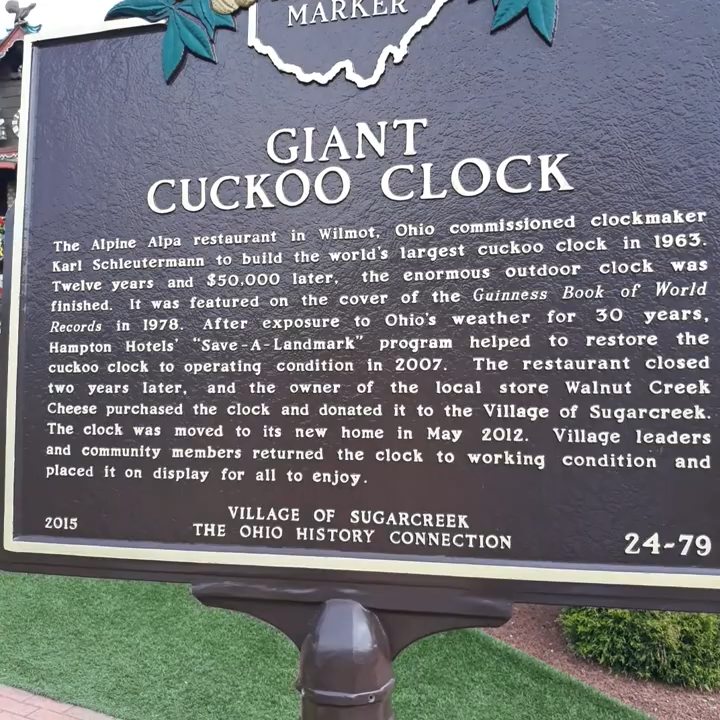 MARKER
GIANT
CUCKOO CLOCK
The Alpine Alpa restaurant in Wilmot, Ohio commissioned clockmaker
Karl Schleutermann to build the world's largest cuckoo clock in 1963.
Twelve years and $50,000 later, the enormous outdoor clock was
finished. It was featured on the cover of the Guinness Book of World
Records in 1978. After exposure to Ohio's weather for 30 years,
Hampton Hotels' "Save-A-Landmark" program helped to restore the
cuckoo clock to operating condition in 2007. The restaurant closed
two years later, and the owner of the local store Walnut Creek
Cheese purchased the clock and donated it to the Village of Sugarcreek.
The clock was moved to its new home in May 2012. Village leaders
and community members returned the clock to working condition and
placed it on display for all to enjoy.
VILLAGE OF SUGARCREEK
2015 THE OHIO HISTORY CONNECTION 24-79